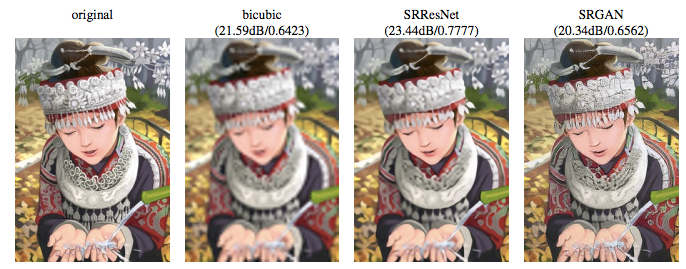 original
bicubic
(21.59dB/0.6423)
SRResNet
(23.44dB/0.7777)
SRGAN
(20.34dB/0.6562)